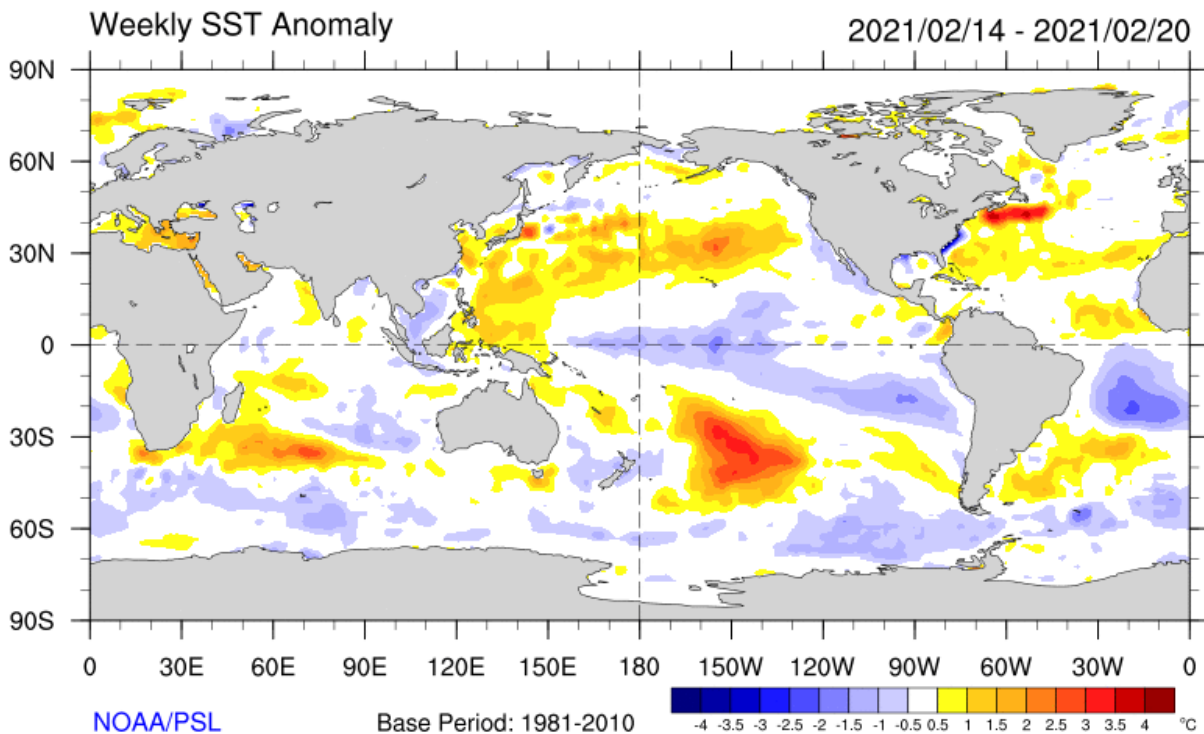 Weekly SST Anomaly
2021/02/14 - 2021/02/20
90N
60N
30N
0
30S
60S
90S
0 30E 60E 90E 120E 150E 180 150W 120W 90W 60W 30W 0
NOAA/PSL
Base Period: 1981-2010
-4 -3.5 -3 -2.5 -2 -1.5 -1 -0.5 0.5 1 1.5 2 2.5 3 3.5 4 °C